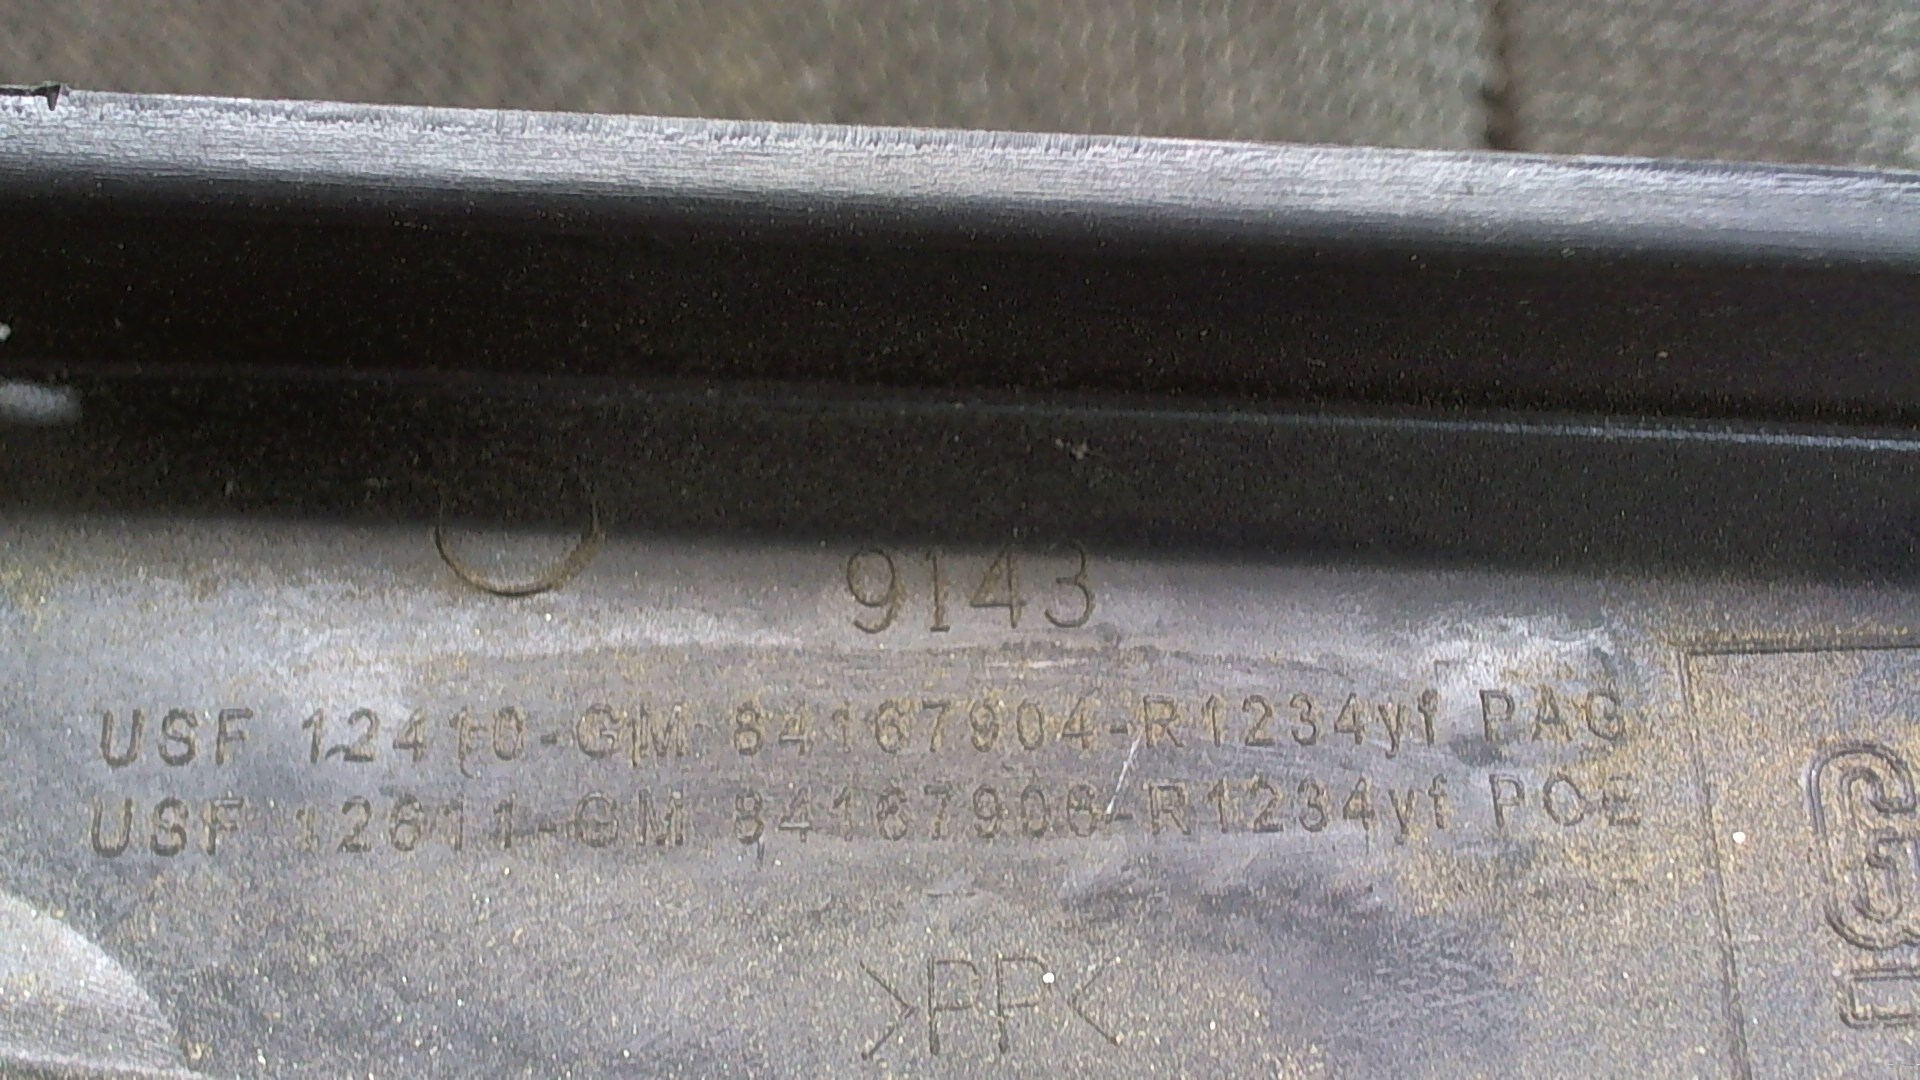 9143
USF 12410-GM 84167904-R1234yf PAG
USF 12611-GM 84167906-R1234yf POE
>PP<